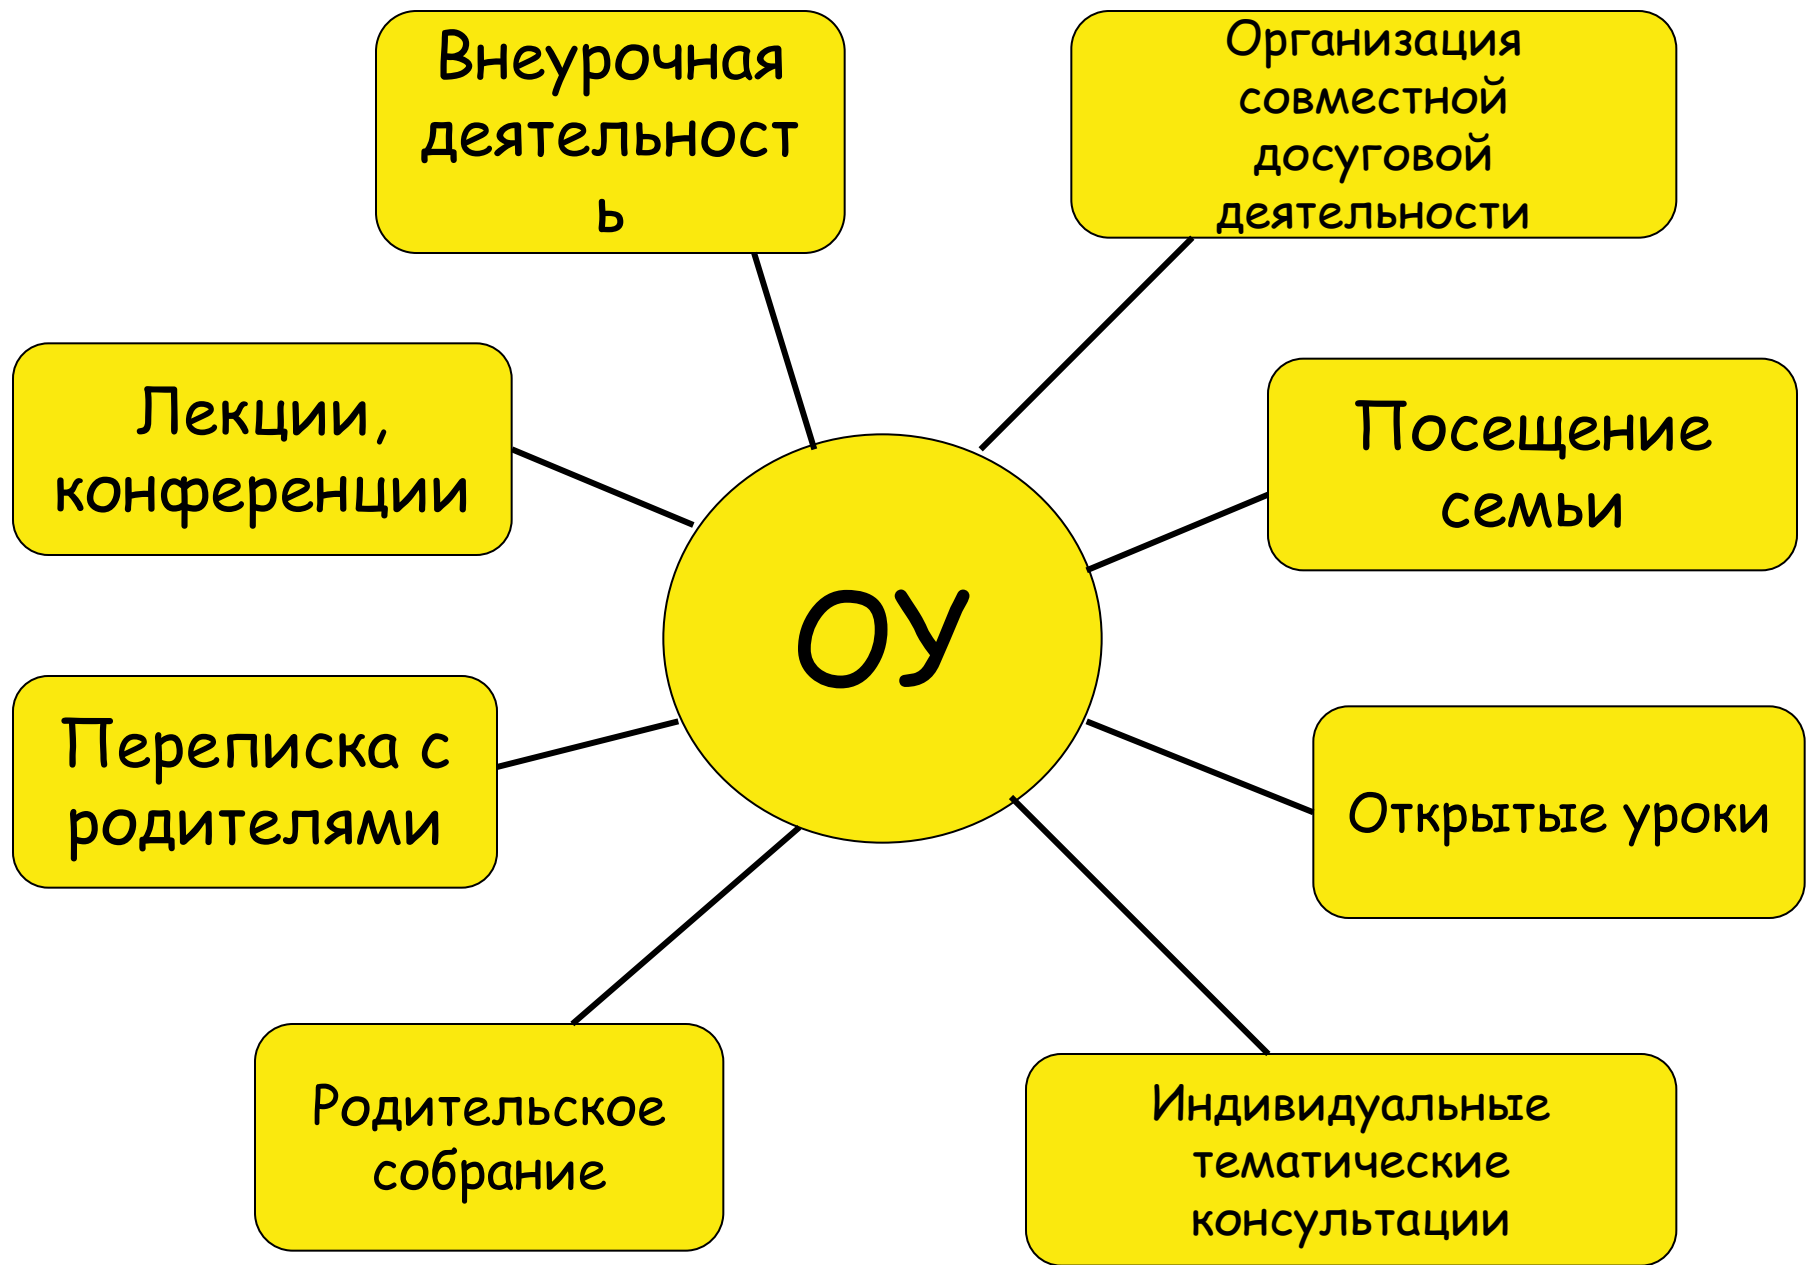 Внеурочная
деятельност
ь
Организация
совместной
досуговой
деятельности
Лекции,
конференции
Посещение
семьи
ОУ
Переписка с
родителями
Открытые уроки
Родительское
собрание
Индивидуальные
тематические
консультации